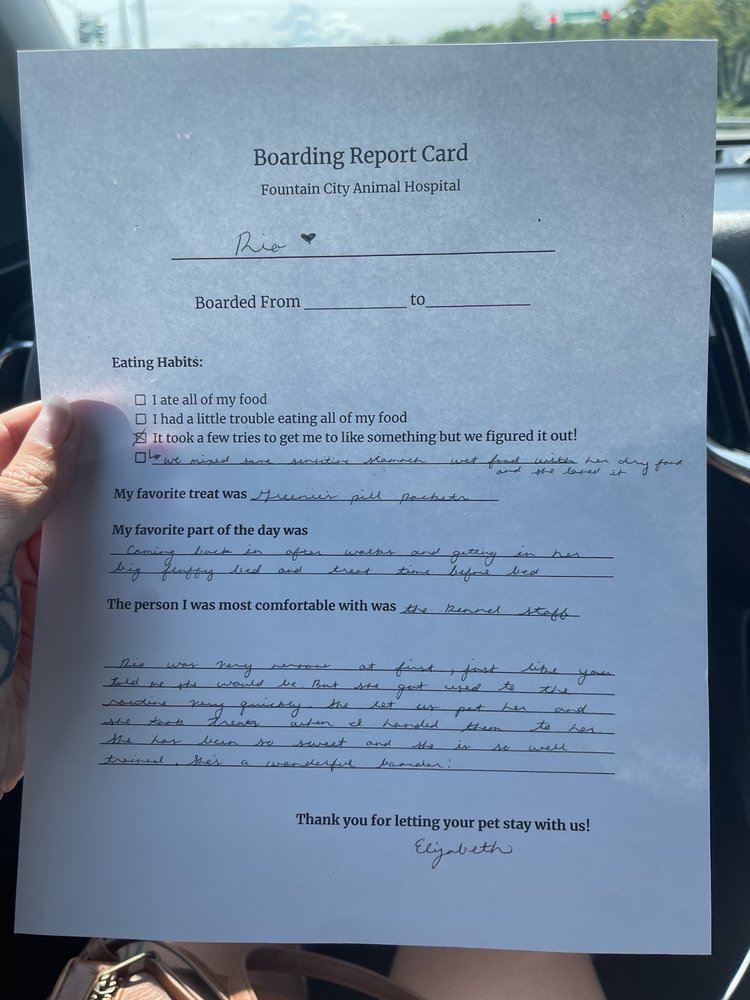 Boarding Report Card
Fountain City Animal Hospital
Rio ♥
Boarded From ____________ to____________
Eating Habits:
☐ I ate all of my food
☐ I had a little trouble eating all of my food
☒ It took a few tries to get me to like something but we figured it out!
☐ ↳ we mixed some sensitive stomach wet food with her dry food
and she loved it
My favorite treat was Greenies pill pockets
My favorite part of the day was
Coming back in after walks and getting in her
big fluffy bed and treat time before bed
The person I was most comfortable with was the kennel staff
Rio was very nervous at first, just like you
told me she would be. But she got used to the
routine very quickly. She let us pet her and
she took treats when I handed them to her
She has been so sweet and she is so well
trained. She's a wonderful boarder!
Thank you for letting your pet stay with us!
Elizabeth